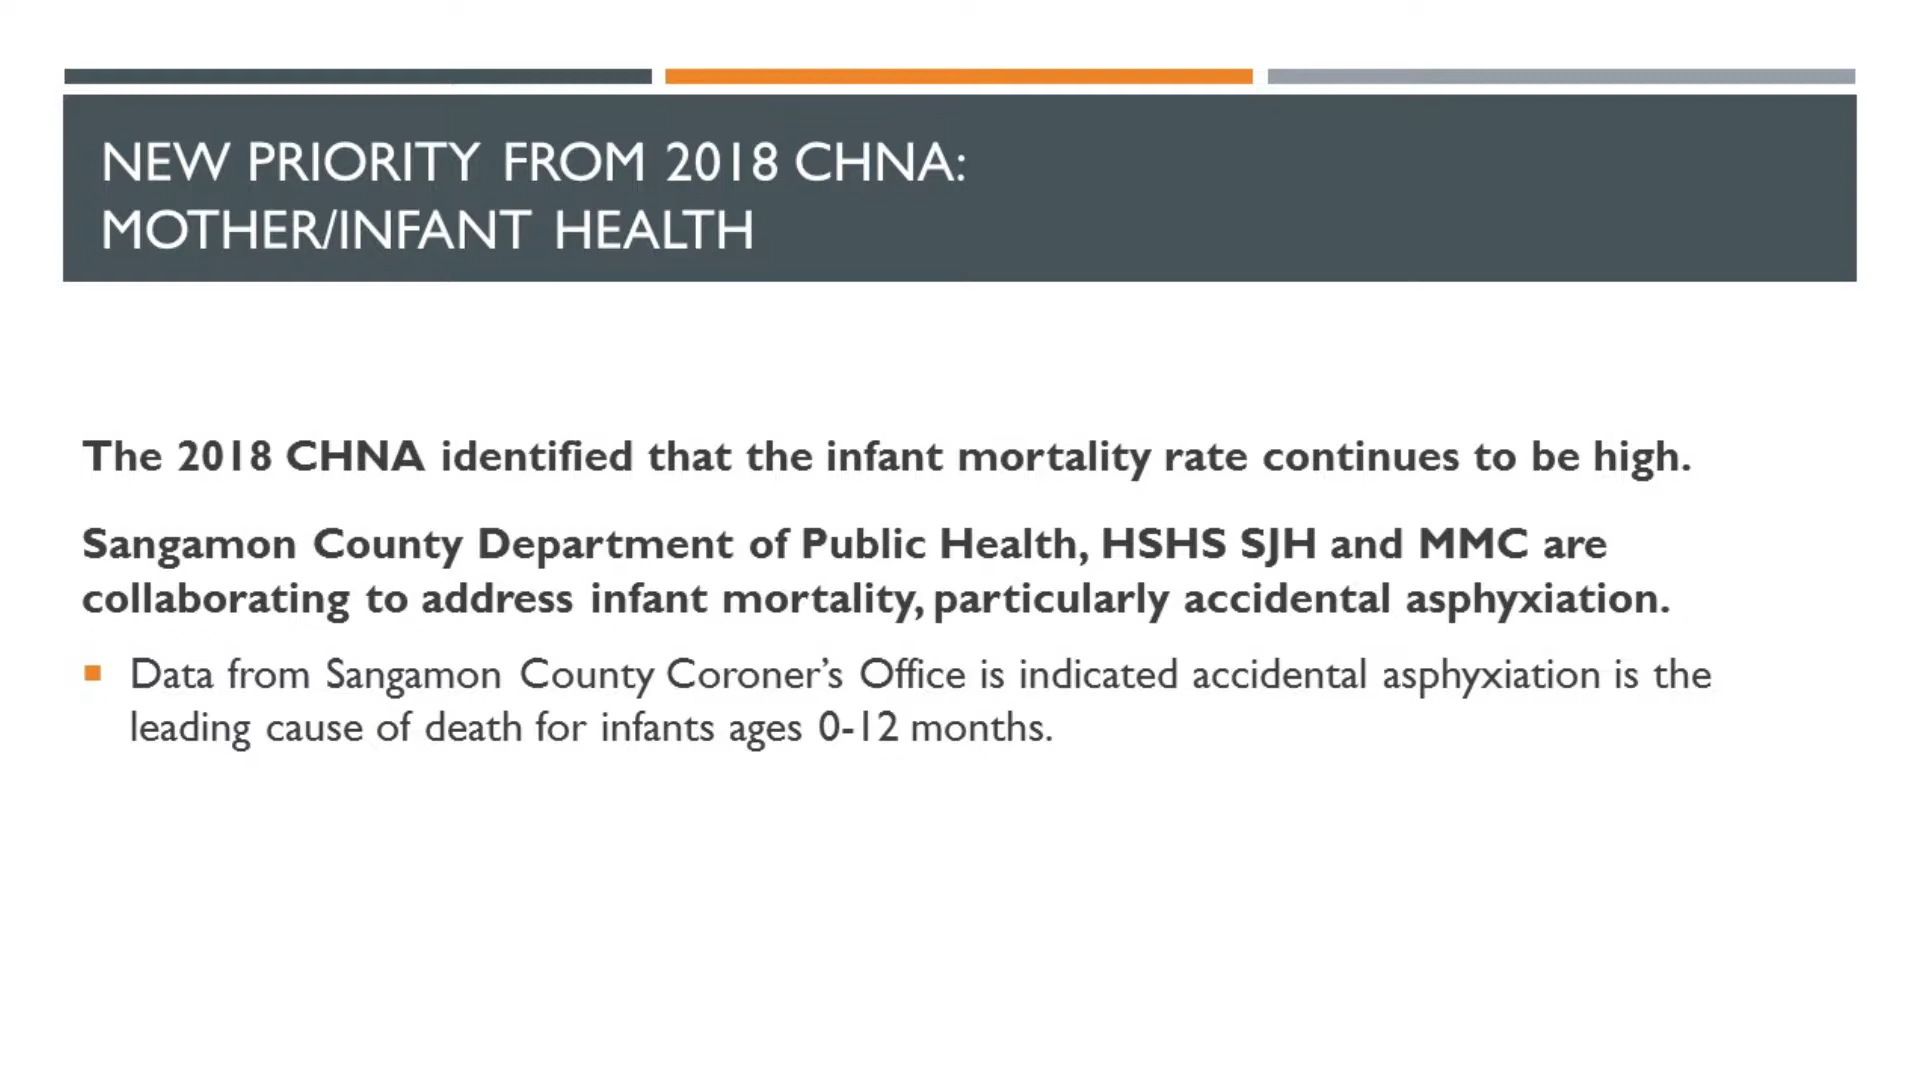 NEW PRIORITY FROM 2018 CHNA:
MOTHER/INFANT HEALTH
The 2018 CHNA identified that the infant mortality rate continues to be high.
Sangamon County Department of Public Health, HSHS SJH and MMC are
collaborating to address infant mortality, particularly accidental asphyxiation.
Data from Sangamon County Coroner’s Office is indicated accidental asphyxiation is the
leading cause of death for infants ages 0-12 months.